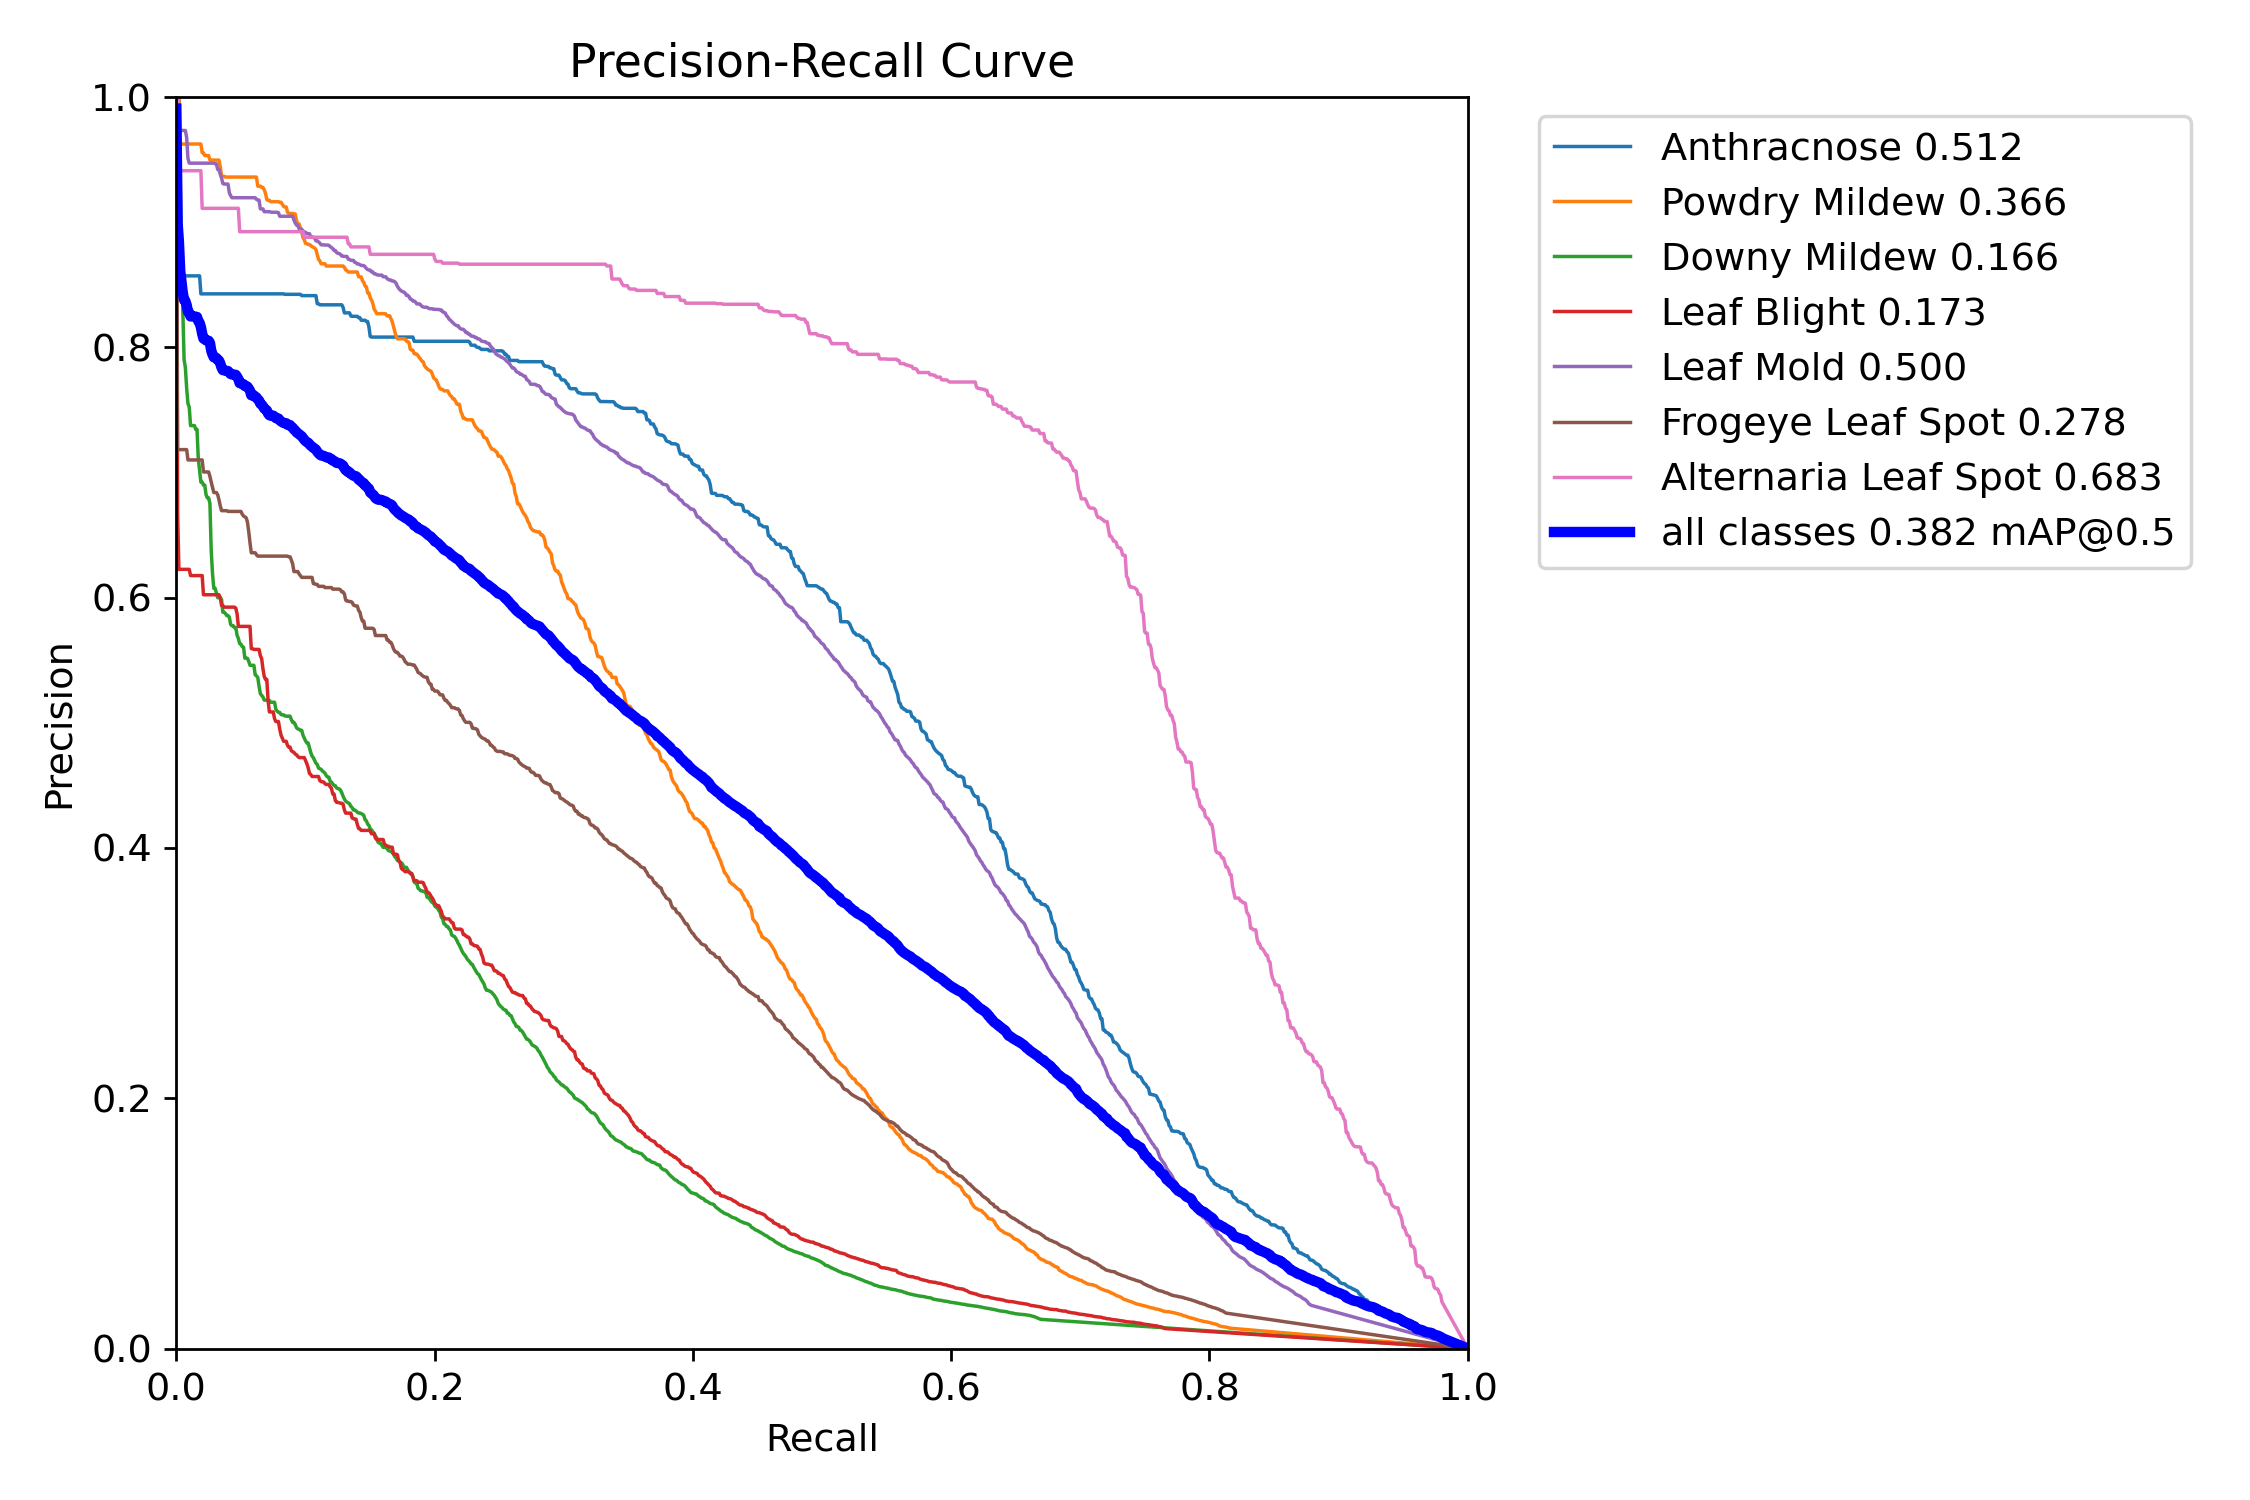 Precision-Recall Curve
1.0
0.8
0.6
0.4
0.2
0.0
Precision
0.0 0.2 0.4 0.6 0.8 1.0
Recall
Anthracnose 0.512
Powdry Mildew 0.366
Downy Mildew 0.166
Leaf Blight 0.173
Leaf Mold 0.500
Frogeye Leaf Spot 0.278
Alternaria Leaf Spot 0.683
all classes 0.382 mAP@0.5